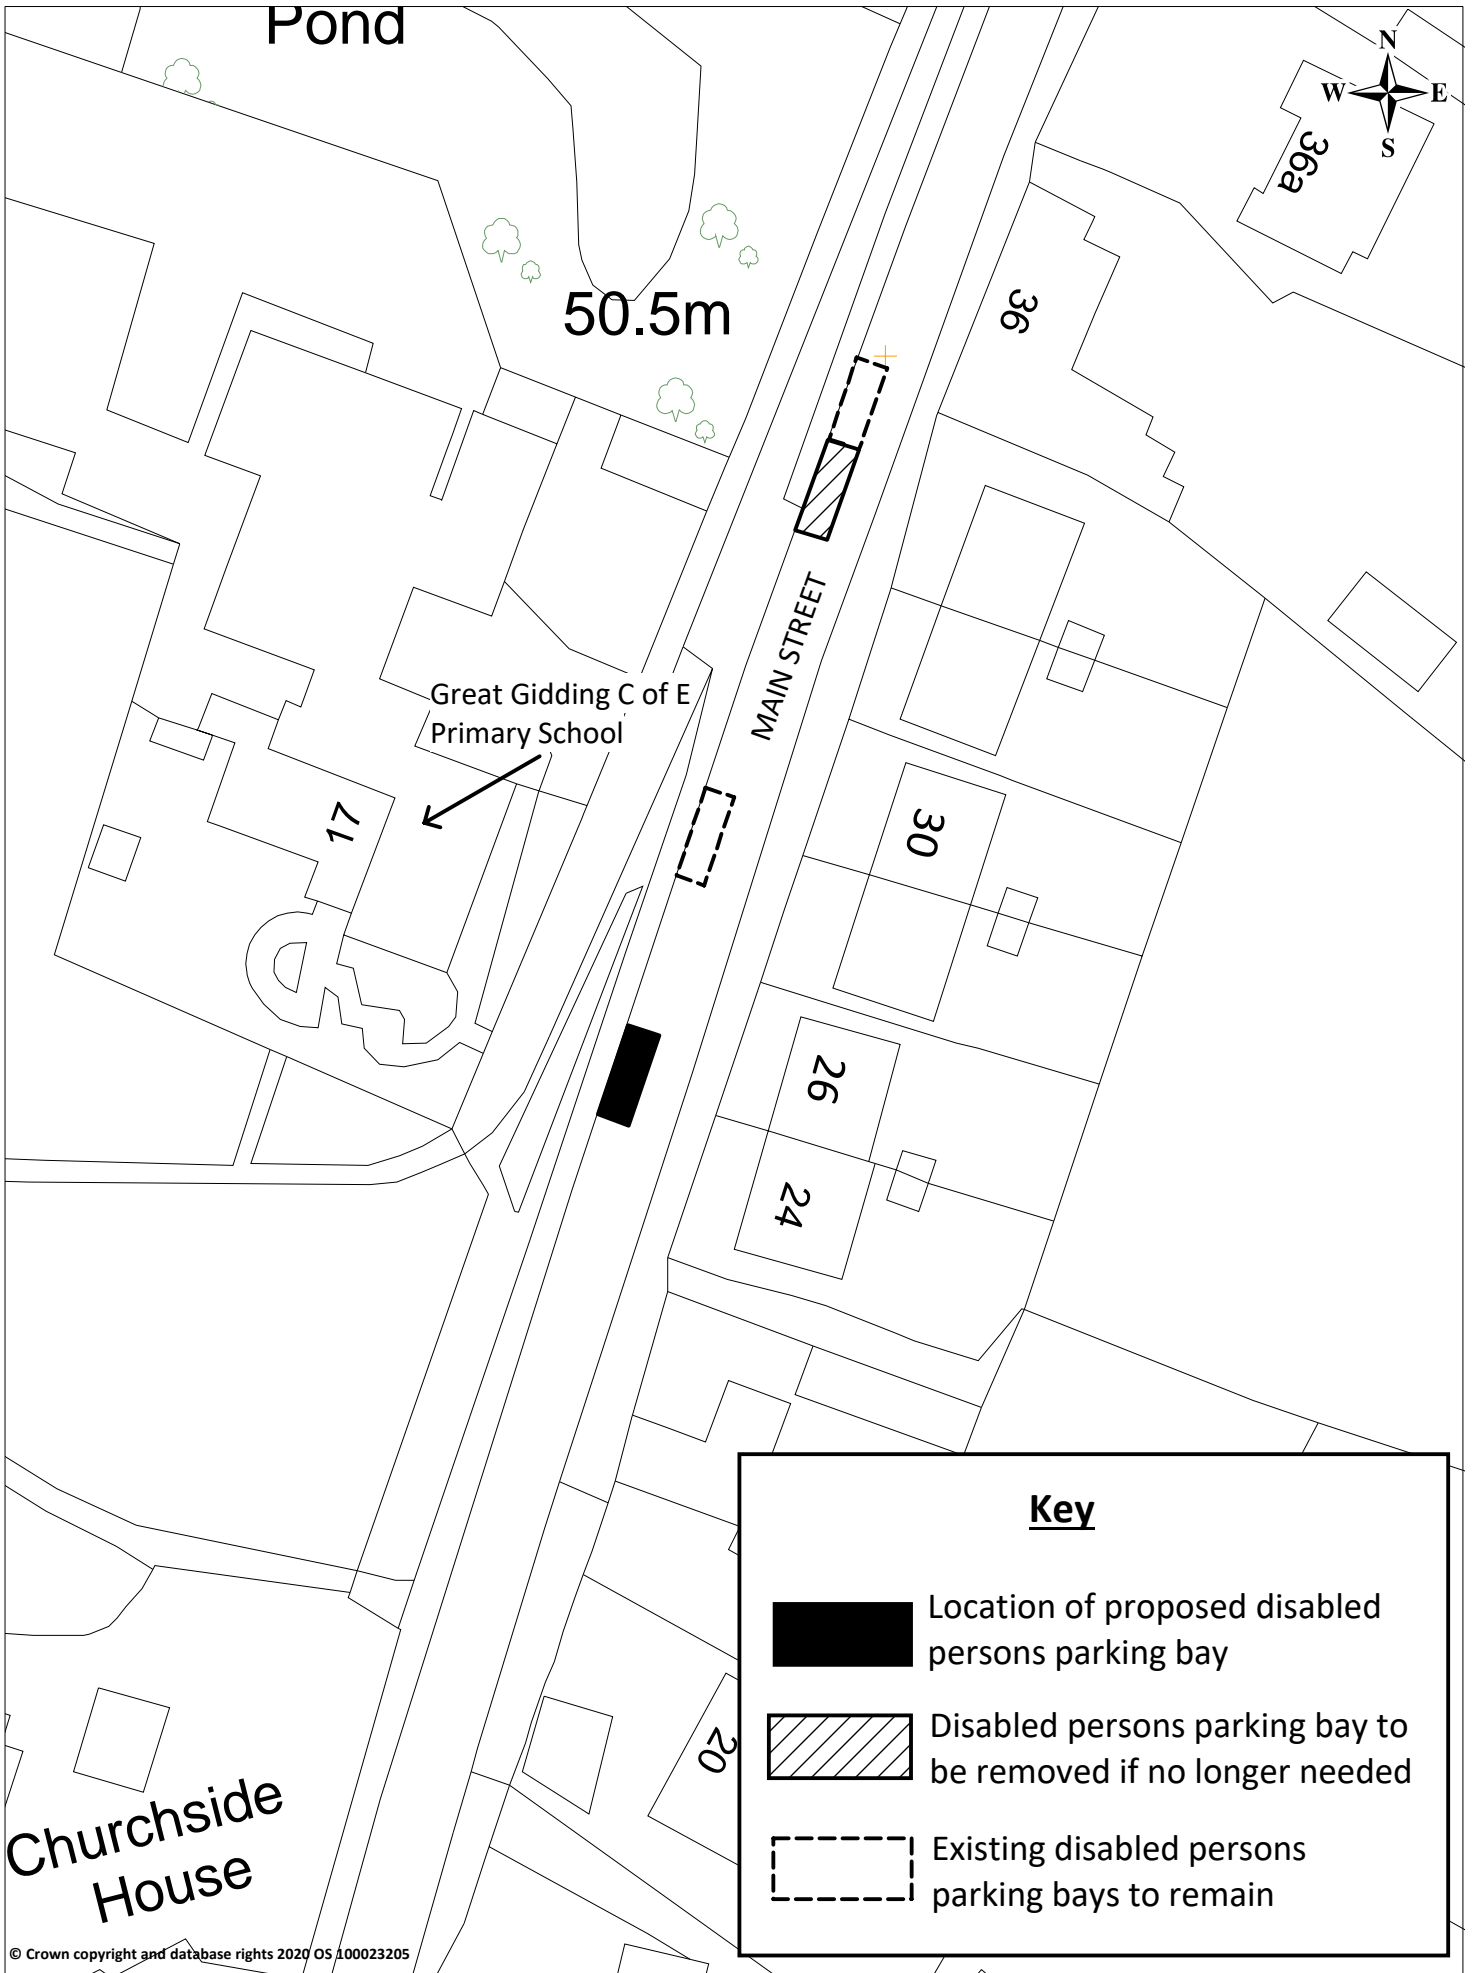 Pond
N
W
E
S
36a
50.5m
36
MAIN STREET
Great Gidding C of E
Primary School
17
30
26
24
20
Churchside
House
Key
Location of proposed disabled
persons parking bay
Disabled persons parking bay to
be removed if no longer needed
Existing disabled persons
parking bays to remain
© Crown copyright and database rights 2020 OS 100023205